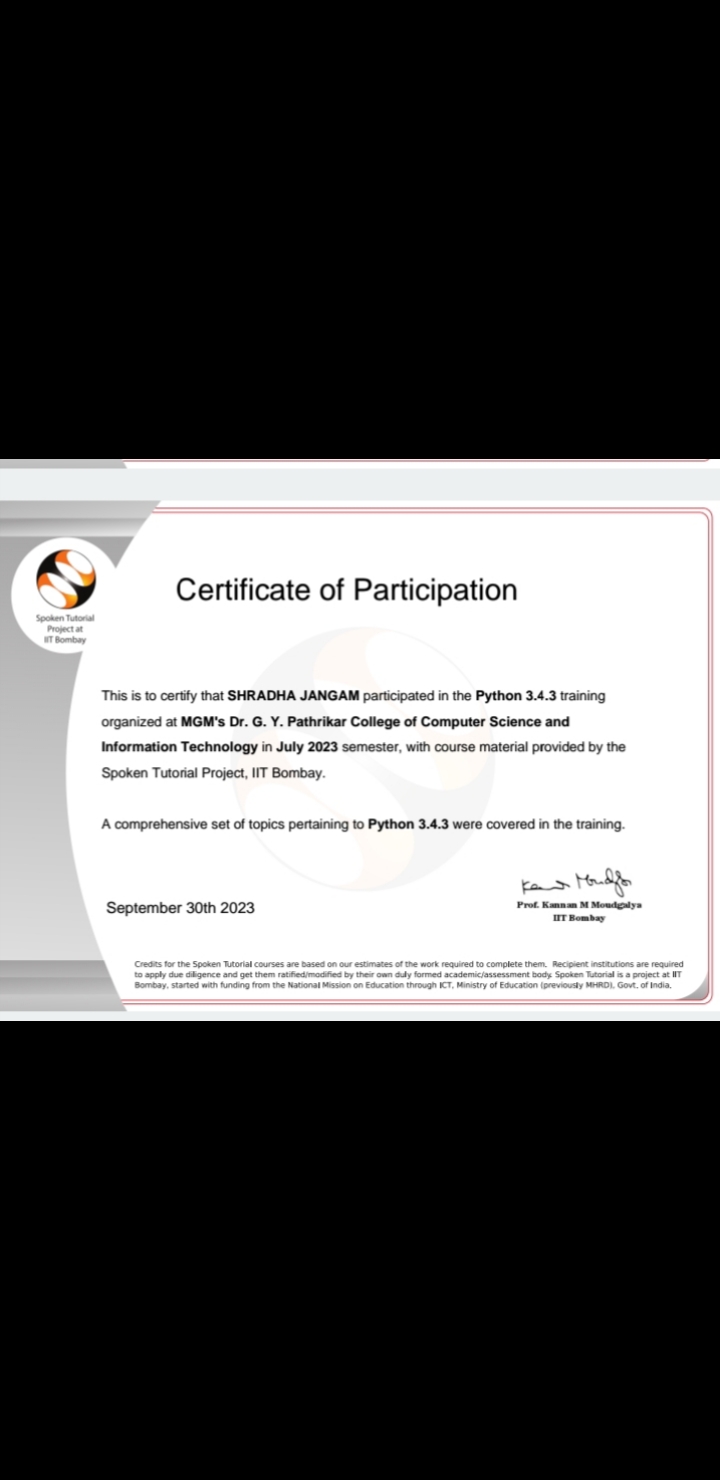 Spoken Tutorial
Project at
IIT Bombay
Certificate of Participation
This is to certify that SHRADHA JANGAM participated in the Python 3.4.3 training
organized at MGM's Dr. G. Y. Pathrikar College of Computer Science and
Information Technology in July 2023 semester, with course material provided by the
Spoken Tutorial Project, IIT Bombay.
A comprehensive set of topics pertaining to Python 3.4.3 were covered in the training.
September 30th 2023
Prof. Kannan M Moudgalya
IIT Bombay
Credits for the Spoken Tutorial courses are based on our estimates of the work required to complete them. Recipient institutions are required
to apply due diligence and get them ratified/modified by their own duly formed academic/assessment body. Spoken Tutorial is a project at IIT
Bombay, started with funding from the National Mission on Education through ICT, Ministry of Education (previously MHRD), Govt. of India.